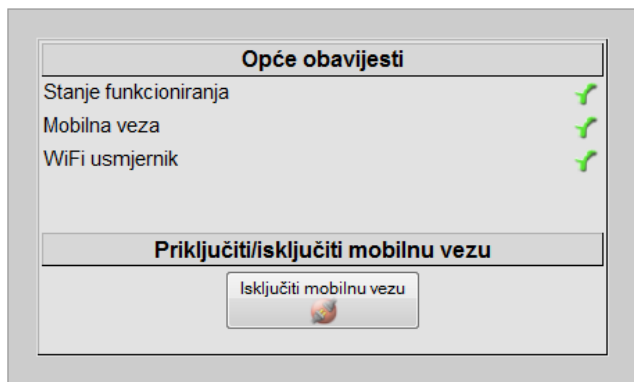 Opće obavijesti
Stanje funkcioniranja
Mobilna veza
WiFi usmjernik
Priključiti/isključiti mobilnu vezu
Isključiti mobilnu vezu